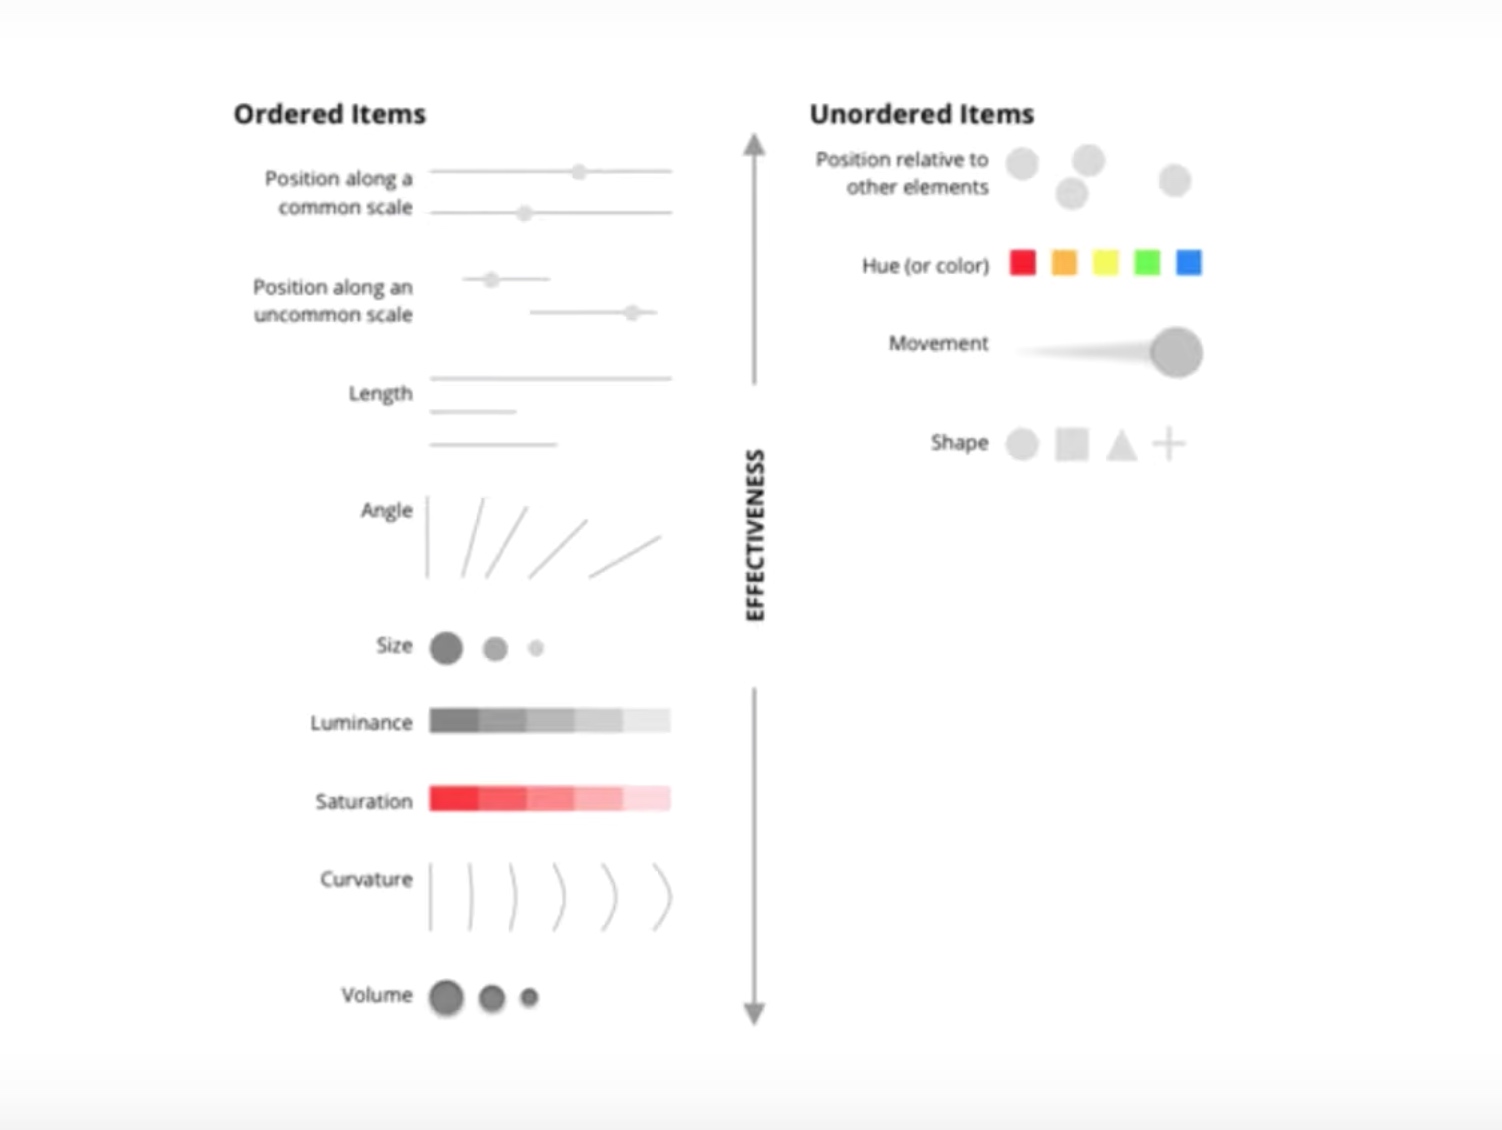 Ordered Items
Position along a
common scale
Position along an
uncommon scale
Length
Angle
Size
Luminance
Saturation
Curvature
Volume
EFFECTIVENESS
Unordered Items
Position relative to
other elements
Hue (or color)
Movement
Shape